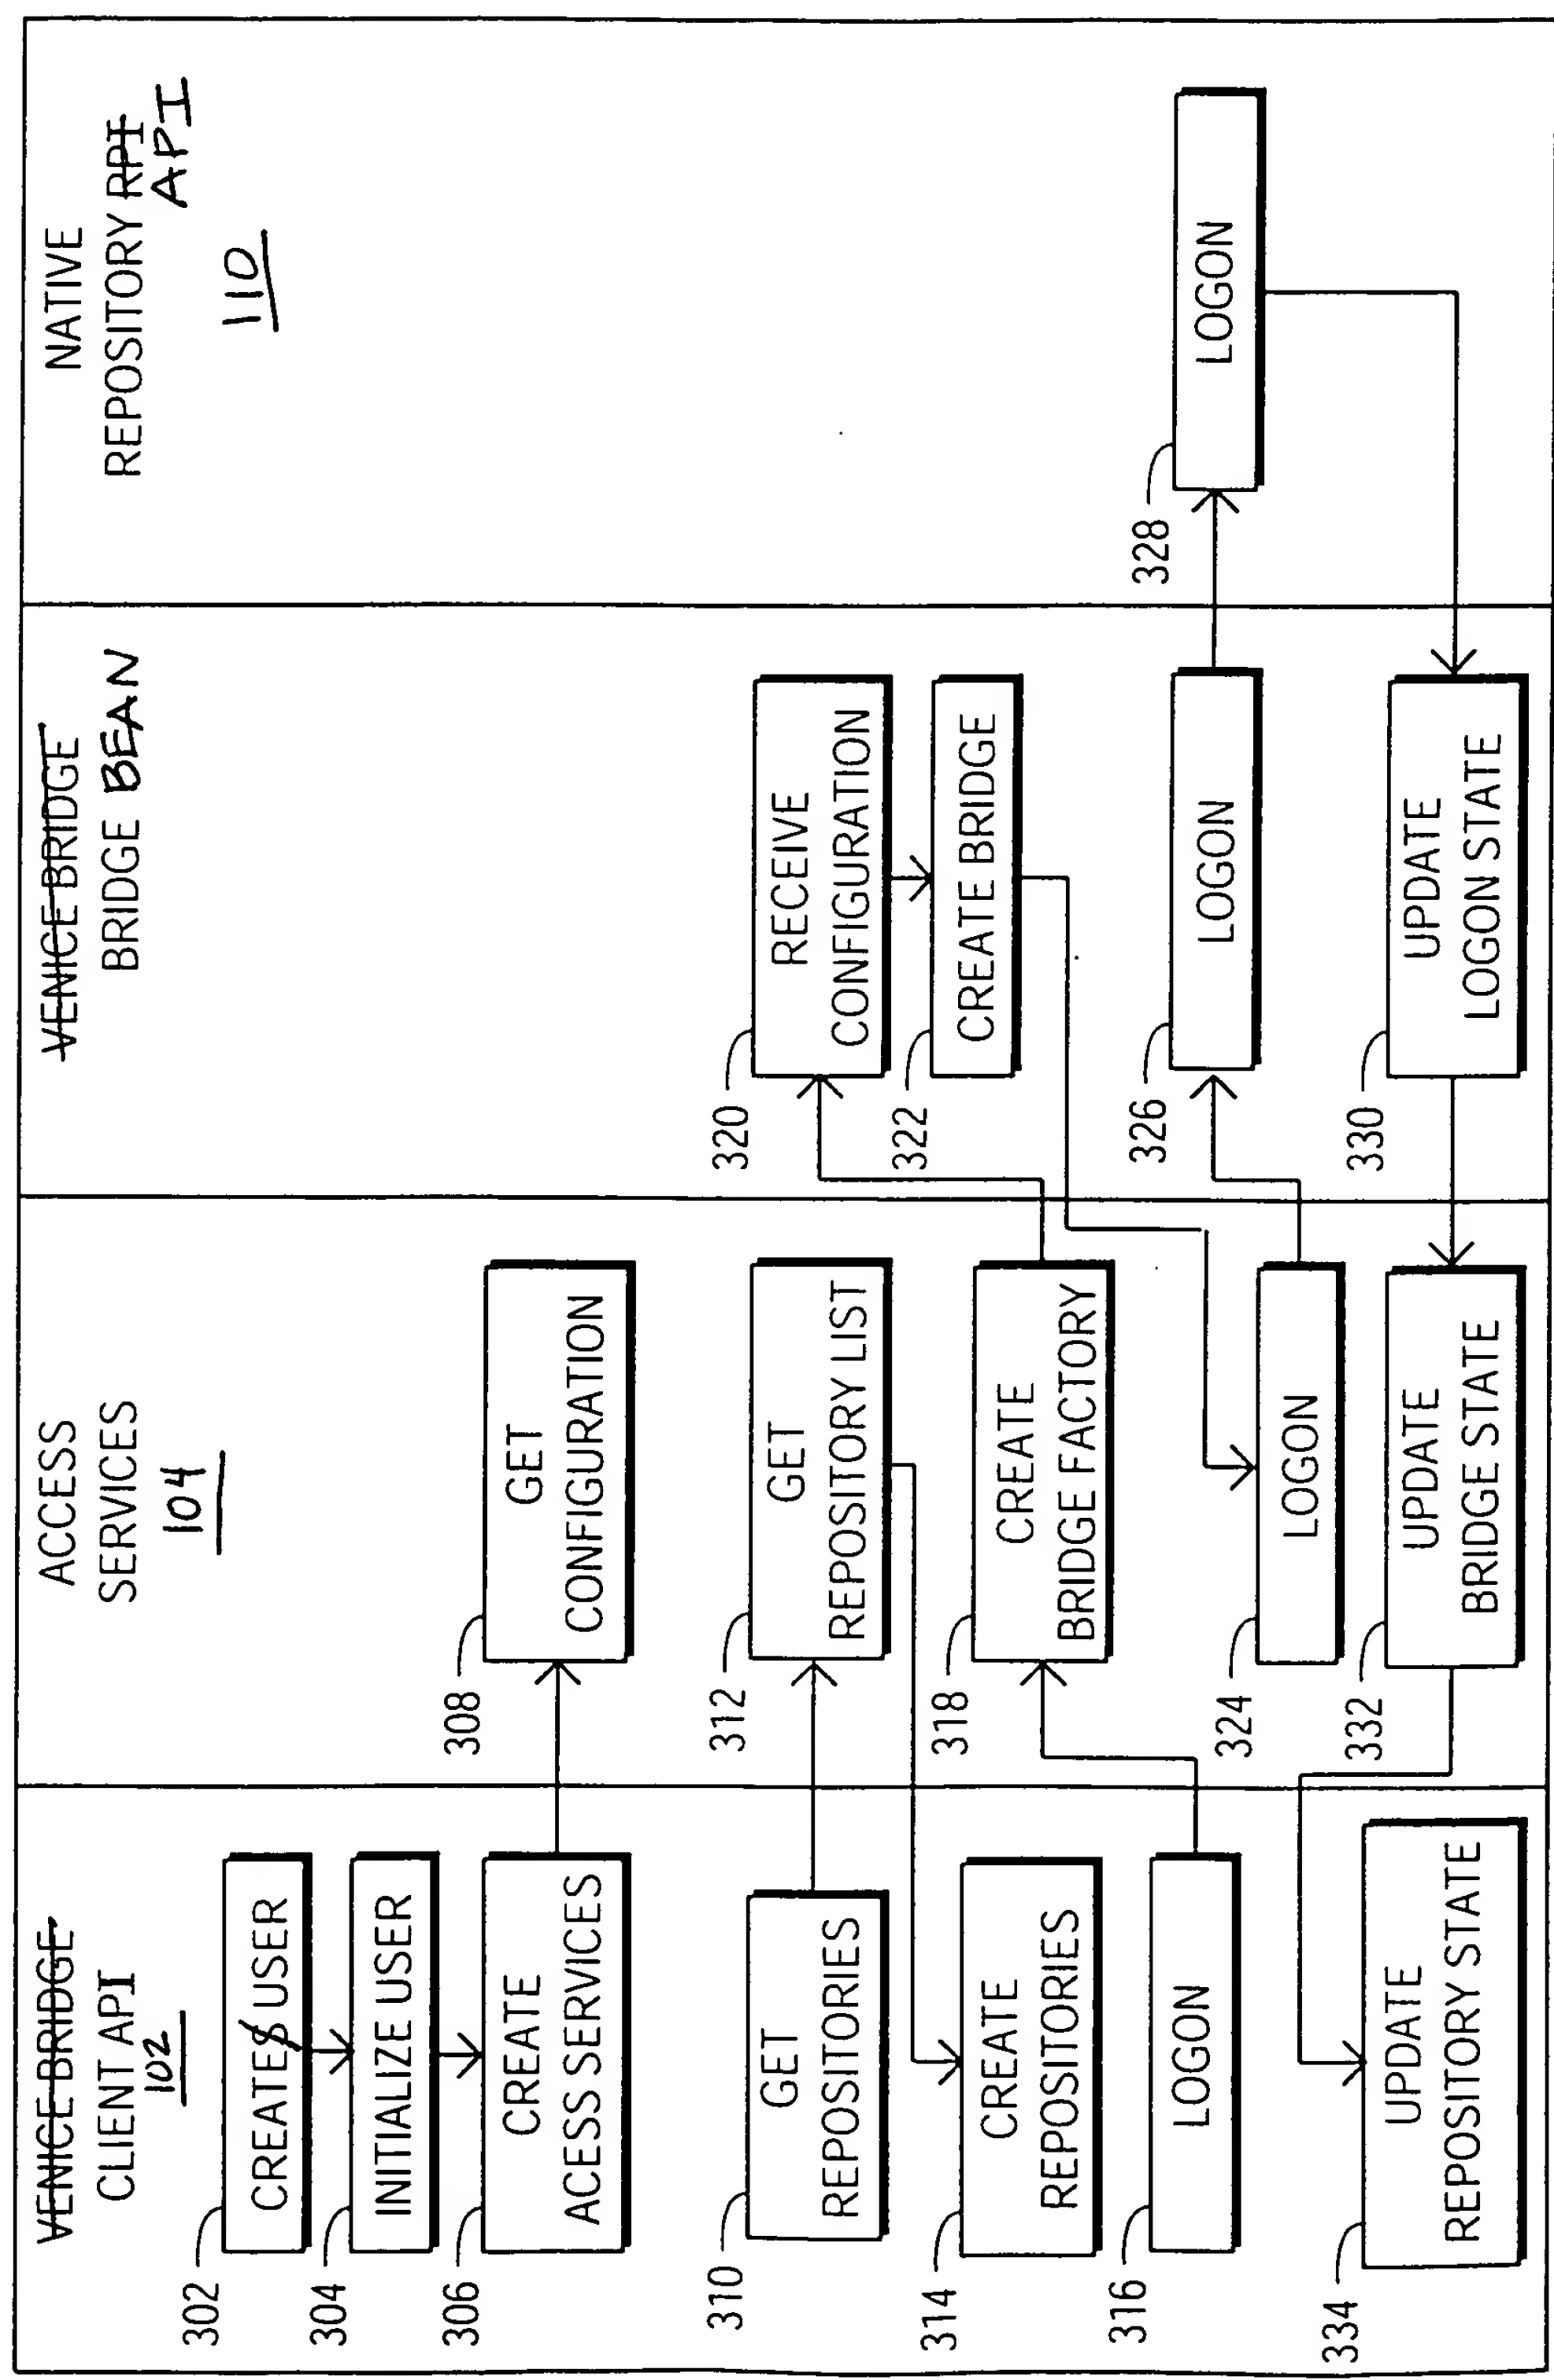 VENICE BRIDGE
CLIENT API
102
302
CREATES USER
304
INITIALIZE USER
306
CREATE
ACESS SERVICES
310
GET
REPOSITORIES
314
CREATE
REPOSITORIES
316
LOGON
334
UPDATE
REPOSITORY STATE
ACCESS
SERVICES
104
308
GET
CONFIGURATION
312
GET
REPOSITORY LIST
318
CREATE
BRIDGE FACTORY
324
LOGON
332
UPDATE
BRIDGE STATE
VENICE BRIDGE
BRIDGE BEAN
320
RECEIVE
CONFIGURATION
322
CREATE BRIDGE
326
LOGON
330
UPDATE
LOGON STATE
NATIVE
REPOSITORY RPI
API
110
328
LOGON